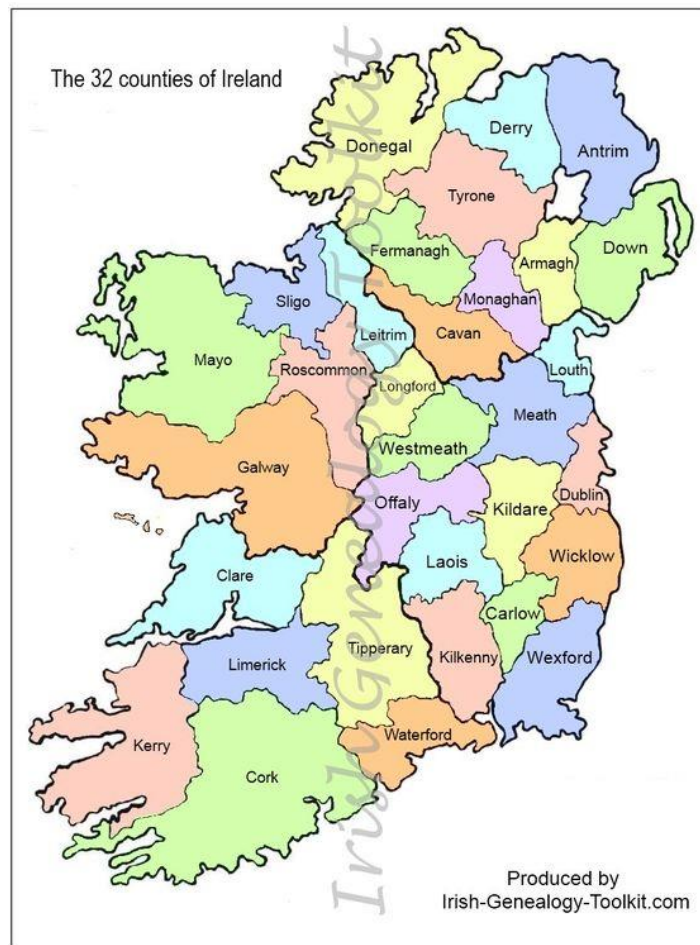 The 32 counties of Ireland
Irish Genealogy Toolkit
Donegal
Derry
Antrim
Tyrone
Fermanagh
Armagh
Down
Monaghan
Sligo
Leitrim
Cavan
Mayo
Roscommon
Louth
Longford
Meath
Westmeath
Galway
Offaly
Kildare
Dublin
Laois
Wicklow
Clare
Carlow
Tipperary
Kilkenny
Wexford
Limerick
Waterford
Kerry
Cork
Produced by
Irish-Genealogy-Toolkit.com